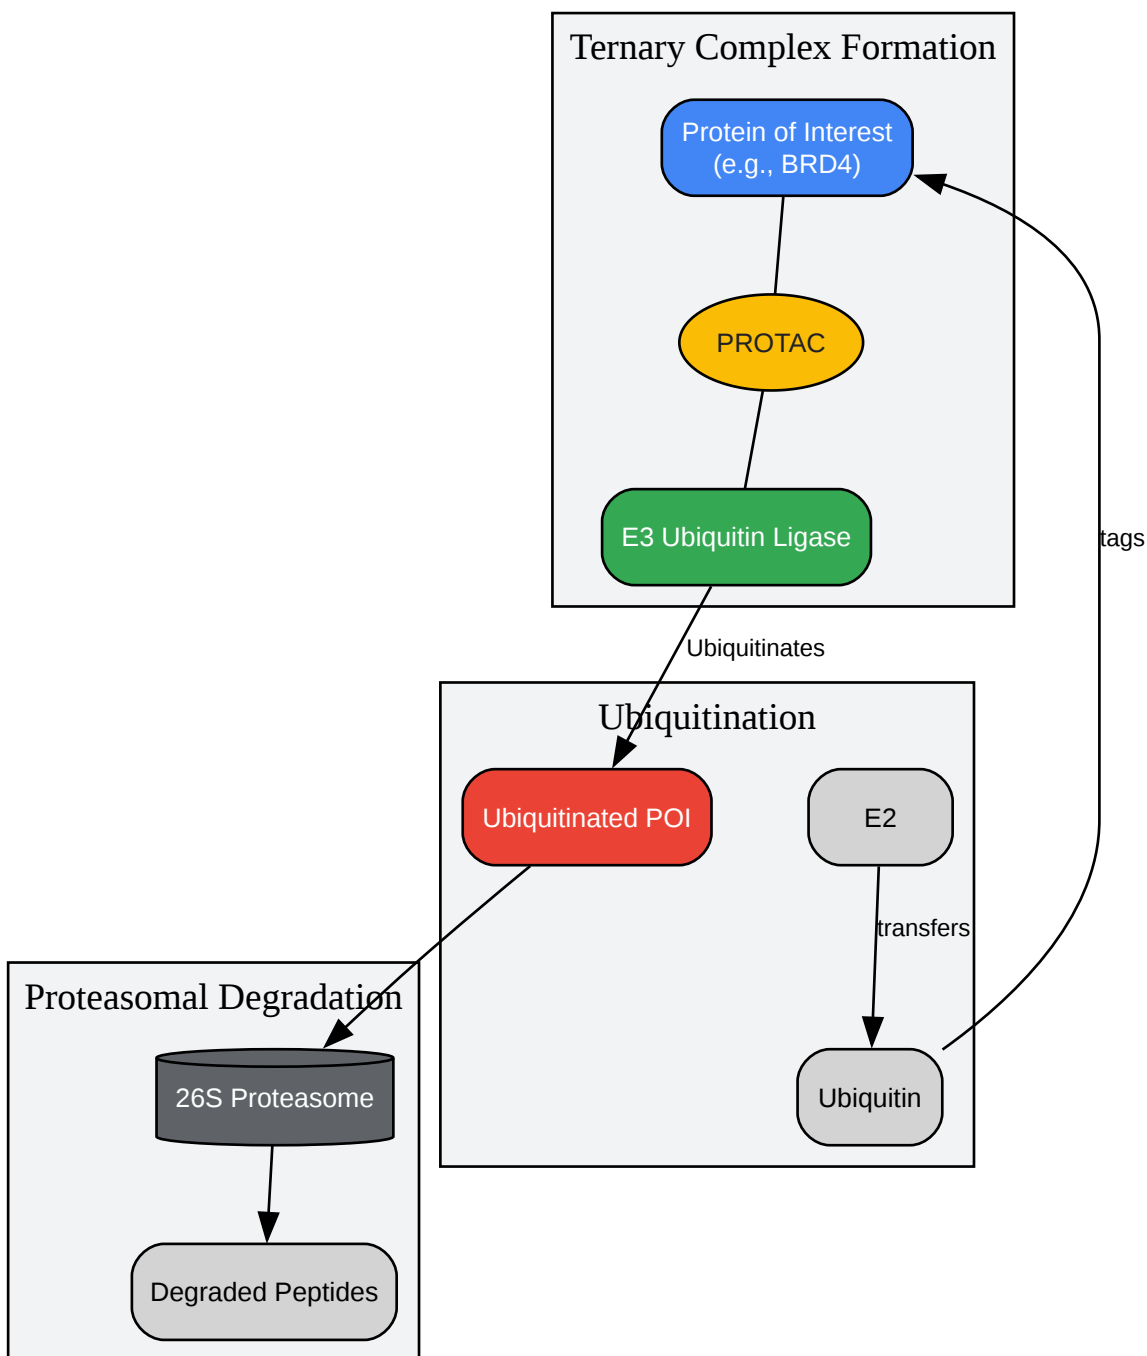 Ternary Complex Formation
Protein of Interest
(e.g., BRD4)
PROTAC
E3 Ubiquitin Ligase
tags
Ubiquitinates
Ubiquitination
Ubiquitinated POI
E2
transfers
Proteasomal Degradation
26S Proteasome
Ubiquitin
Degraded Peptides